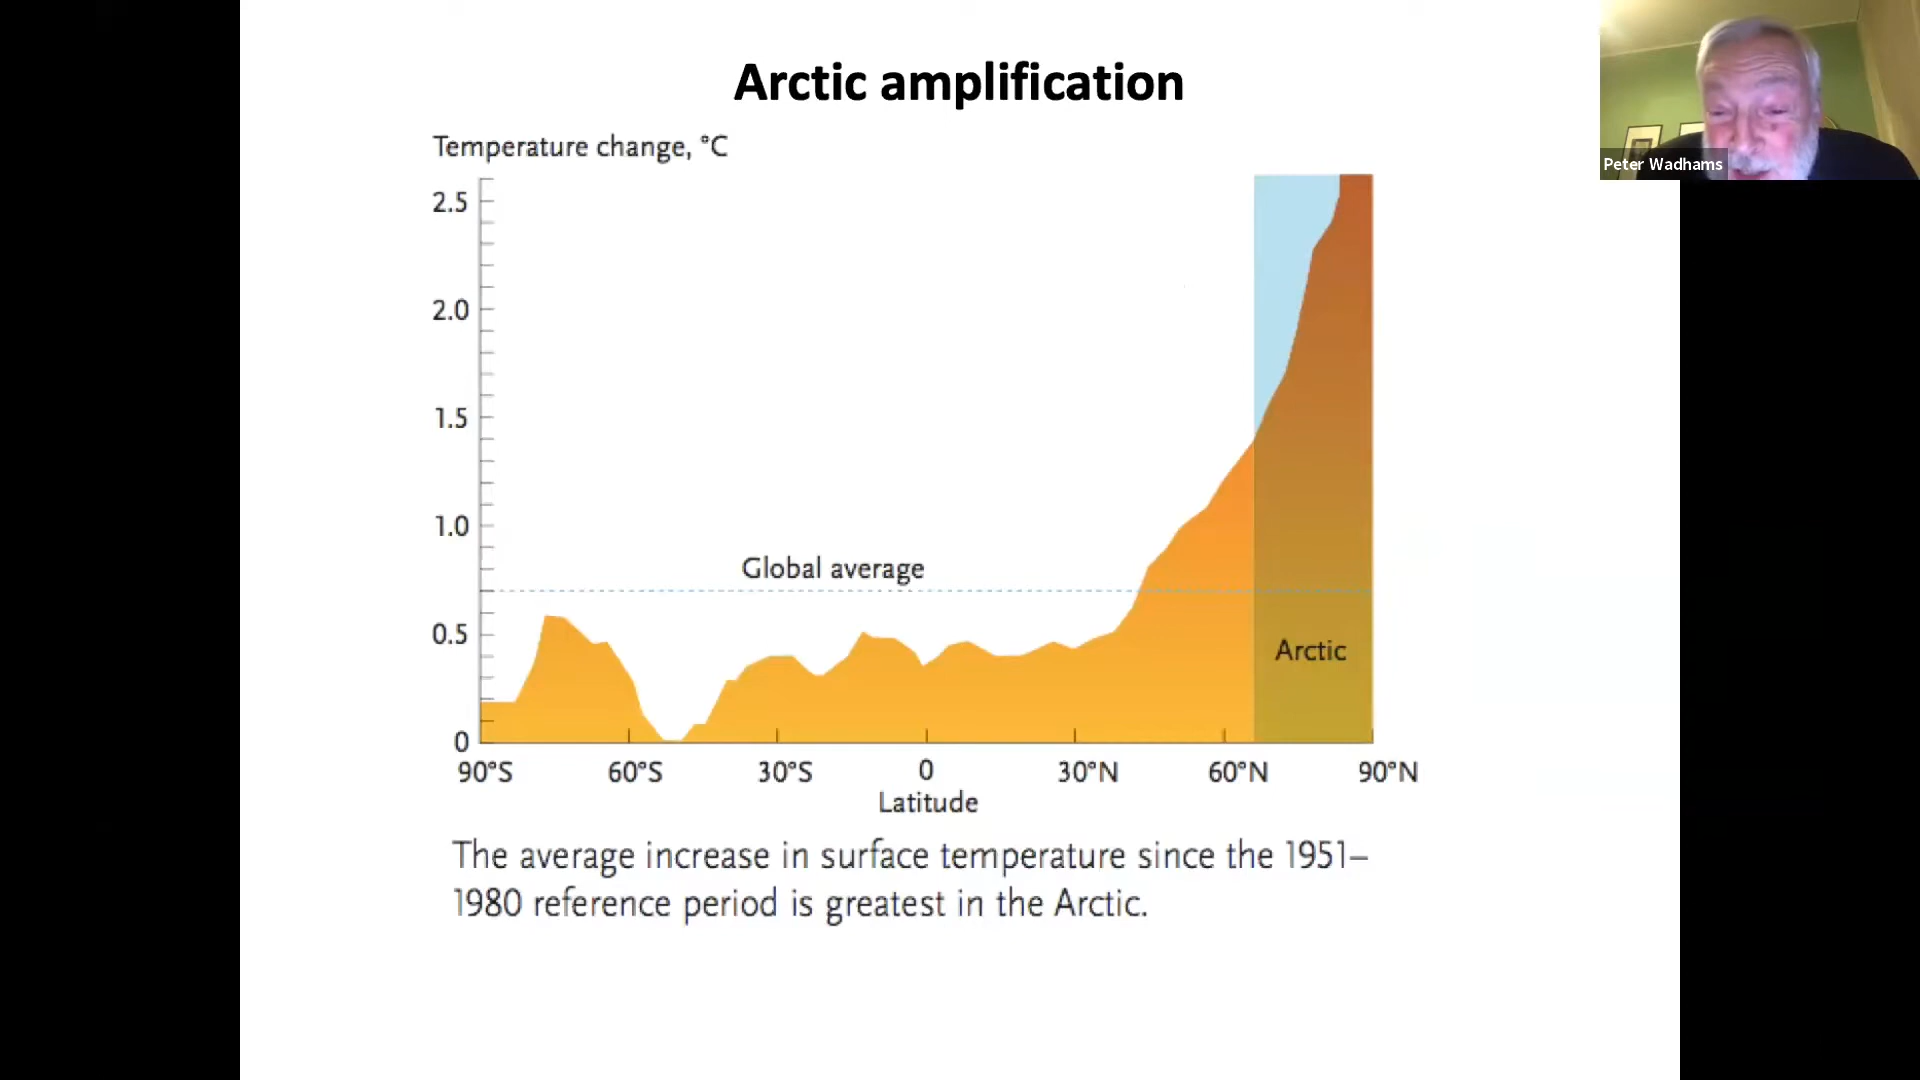 Arctic amplification
Peter Wadhams
Temperature change, °C
2.5
2.0
1.5
1.0
0.5
0
Global average
Arctic
90°S 60°S 30°S 0 30°N 60°N 90°N
Latitude
The average increase in surface temperature since the 1951–
1980 reference period is greatest in the Arctic.